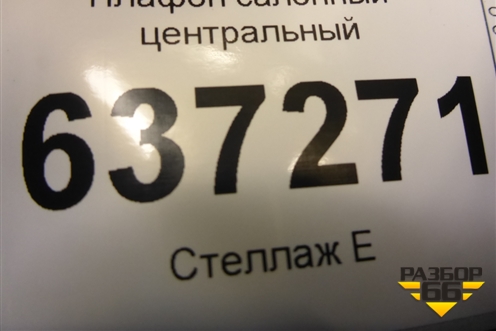 Плафон салонный
центральный
637271
Стеллаж Е
РАЗБОР
66